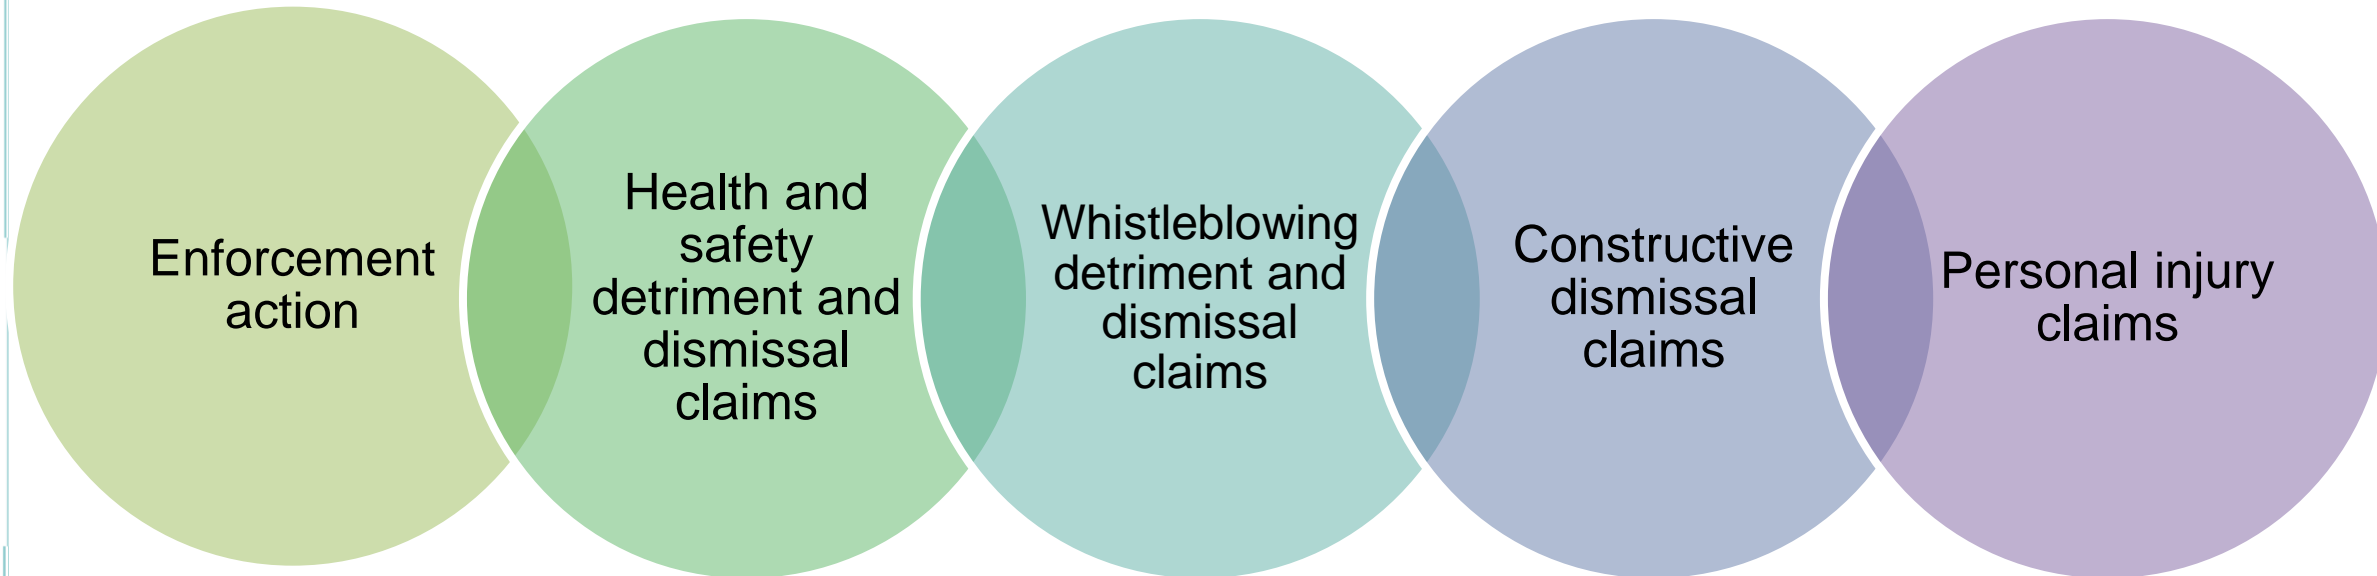 Enforcement
action
Health and
safety
detriment and
dismissal
claims
Whistleblowing
detriment and
dismissal
claims
Constructive
dismissal
claims
Personal injury
claims